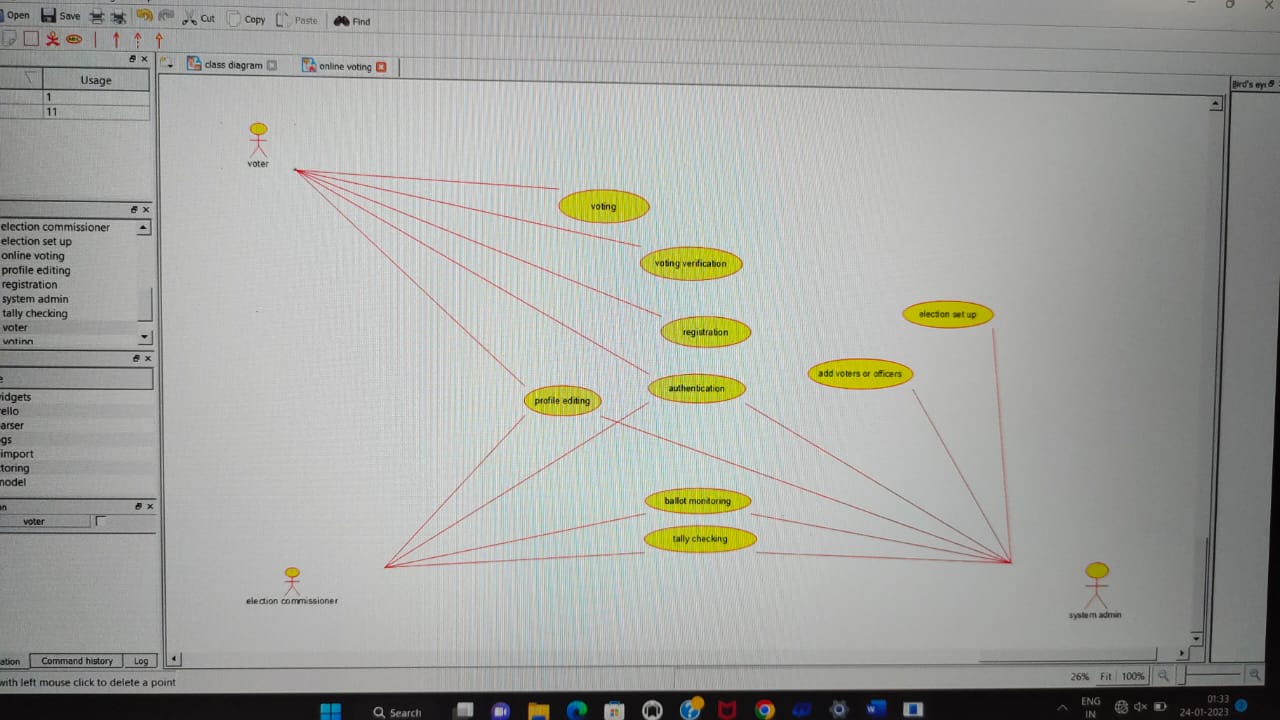 Open Save Cut Copy Paste Find
class diagram online voting
Usage
1
11
Bird's ey
voter
voting
voting verification
registration
election set up
add voters or officers
authentication
profile editing
ballot monitoring
tally checking
election commissioner
system admin
election commissioner
election set up
online voting
profile editing
registration
system admin
tally checking
voter
voting
idgets
ello
arser
gs
import
toring
model
voter
ation Command history Log
with left mouse click to delete a point
26% Fit 100%
Search
ENG
IN
01:33
24-01-2023